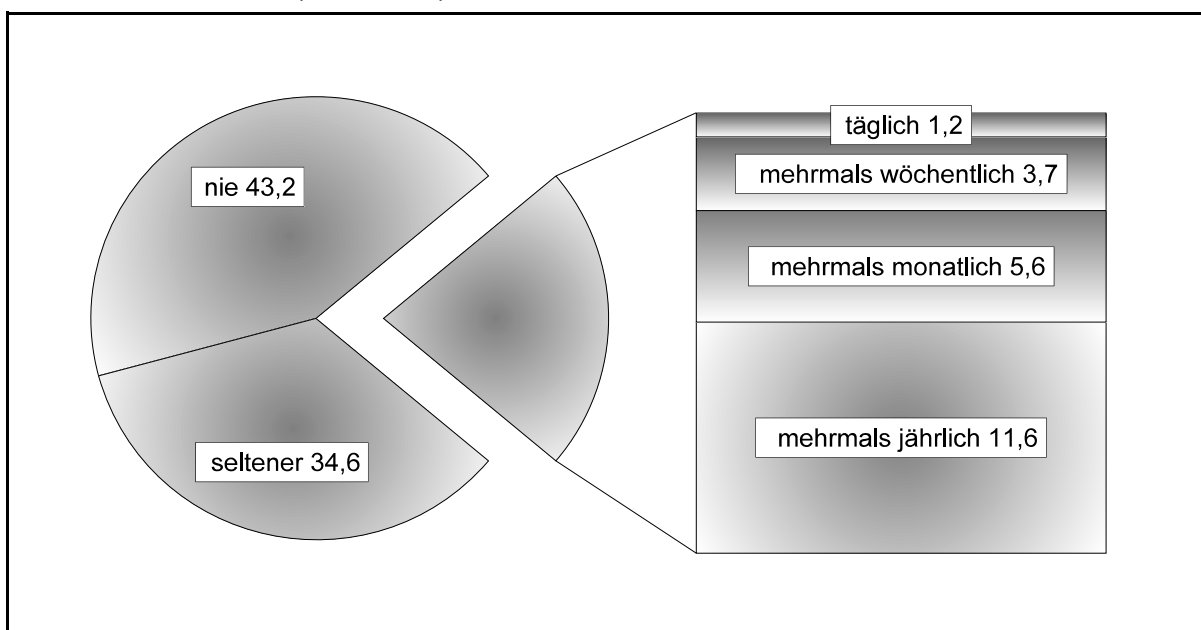 nie 43,2
seltener 34,6
täglich 1,2
mehrmals wöchentlich 3,7
mehrmals monatlich 5,6
mehrmals jährlich 11,6